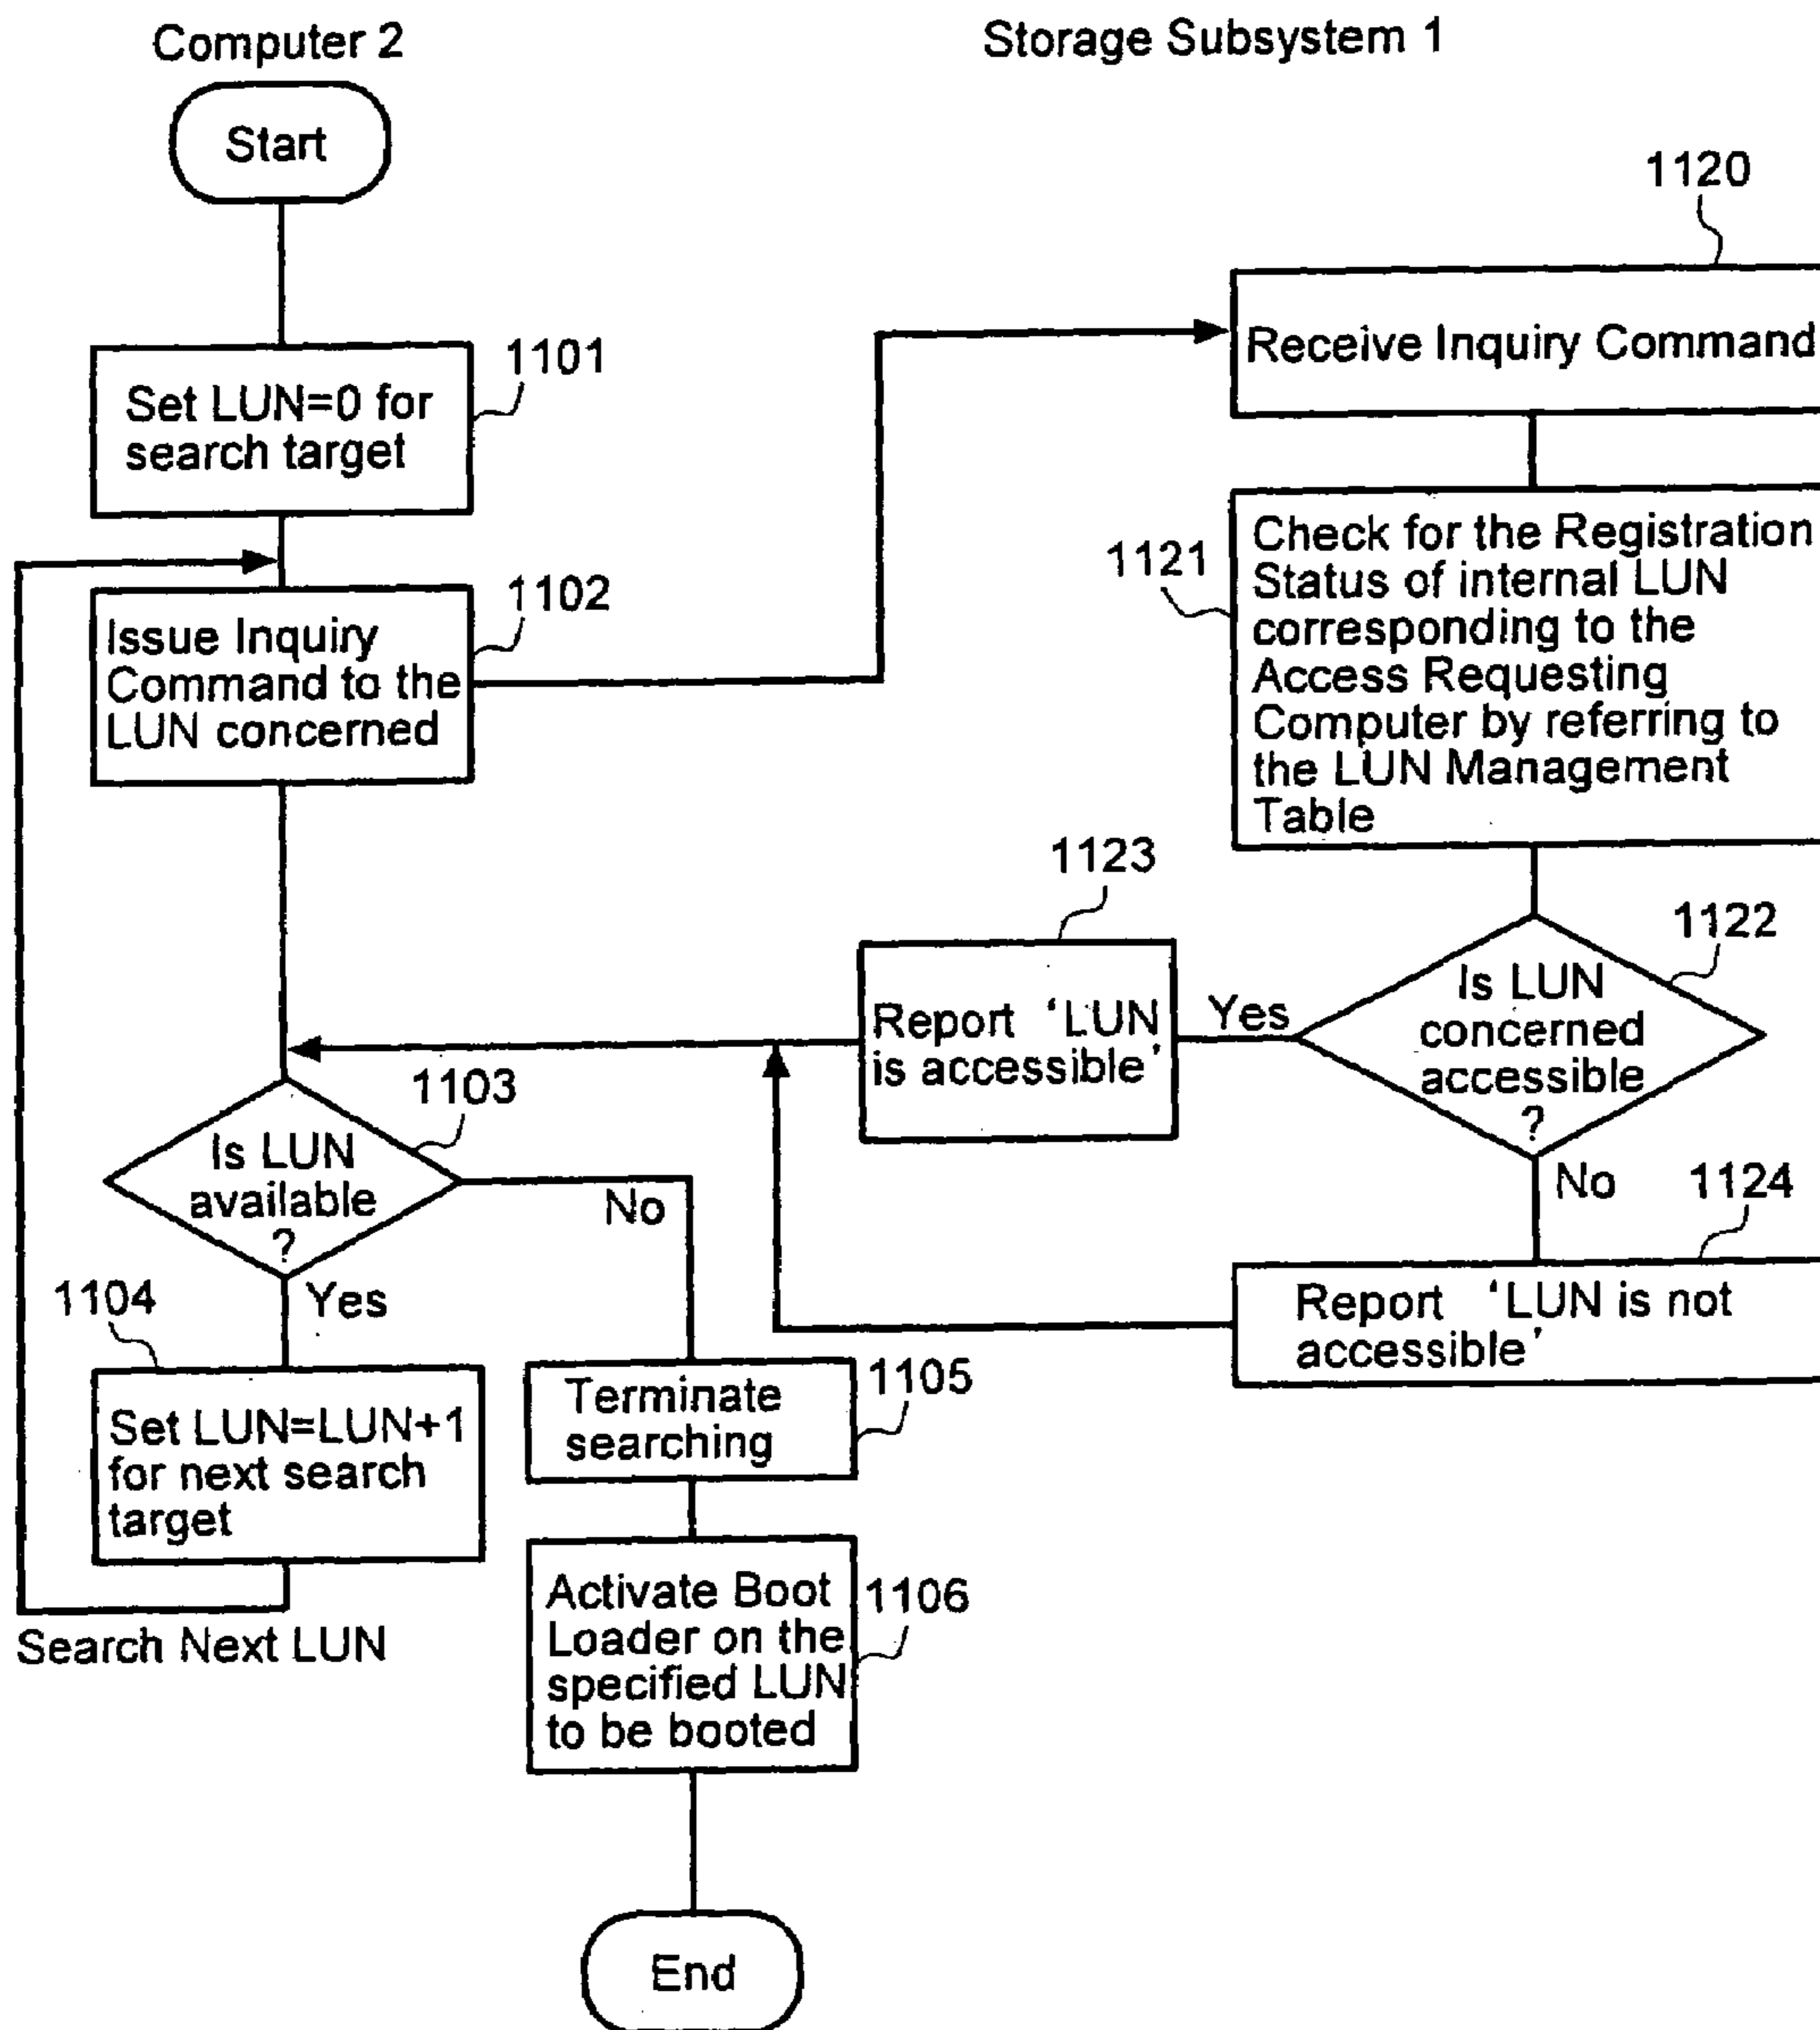 Computer 2
Storage Subsystem 1
Start
1101
Set LUN=0 for
search target
1102
Issue Inquiry
Command to the
LUN concerned
1120
Receive Inquiry Command
1121
Check for the Registration
Status of internal LUN
corresponding to the
Access Requesting
Computer by referring to
the LUN Management
Table
1122
Is LUN
concerned
accessible
?
Yes
No
1123
Report ‘LUN
is accessible’
1124
Report ‘LUN is not
accessible’
1103
Is LUN
available
?
No
Yes
1104
Set LUN=LUN+1
for next search
target
Search Next LUN
1105
Terminate
searching
1106
Activate Boot
Loader on the
specified LUN
to be booted
End